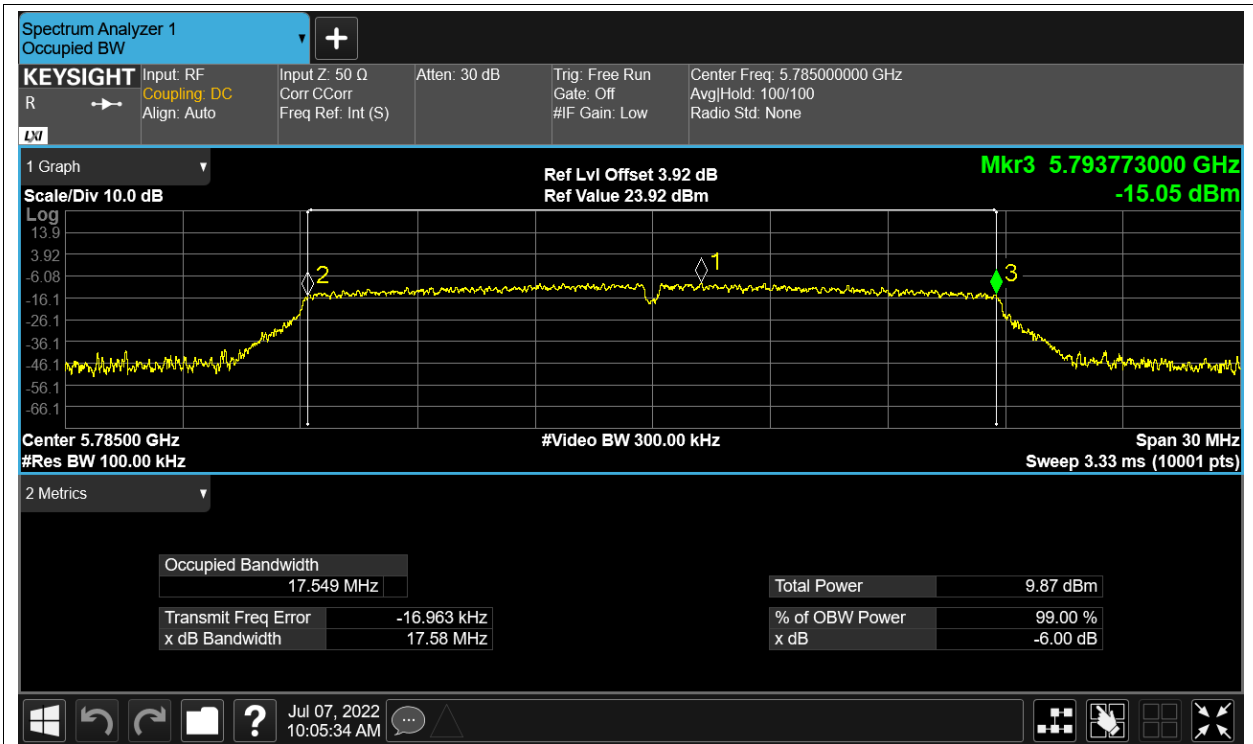 Spectrum Analyzer 1
Occupied BW
KEYSIGHT
R
LXI
Input: RF
Coupling: DC
Align: Auto
Input Z: 50 Ω
Corr CCorr
Freq Ref: Int (S)
Atten: 30 dB
Trig: Free Run
Gate: Off
#IF Gain: Low
Center Freq: 5.785000000 GHz
Avg|Hold: 100/100
Radio Std: None
1 Graph
Scale/Div 10.0 dB
Ref Lvl Offset 3.92 dB
Ref Value 23.92 dBm
Mkr3 5.793773000 GHz
-15.05 dBm
Log
13.9
3.92
-6.08
-16.1
-26.1
-36.1
-46.1
-56.1
-66.1
2
1
3
Center 5.78500 GHz
#Video BW 300.00 kHz
Span 30 MHz
#Res BW 100.00 kHz
Sweep 3.33 ms (10001 pts)
2 Metrics
Occupied Bandwidth
17.549 MHz
Total Power 9.87 dBm
Transmit Freq Error -16.963 kHz
% of OBW Power 99.00 %
x dB Bandwidth 17.58 MHz
x dB -6.00 dB
?
Jul 07, 2022
10:05:34 AM